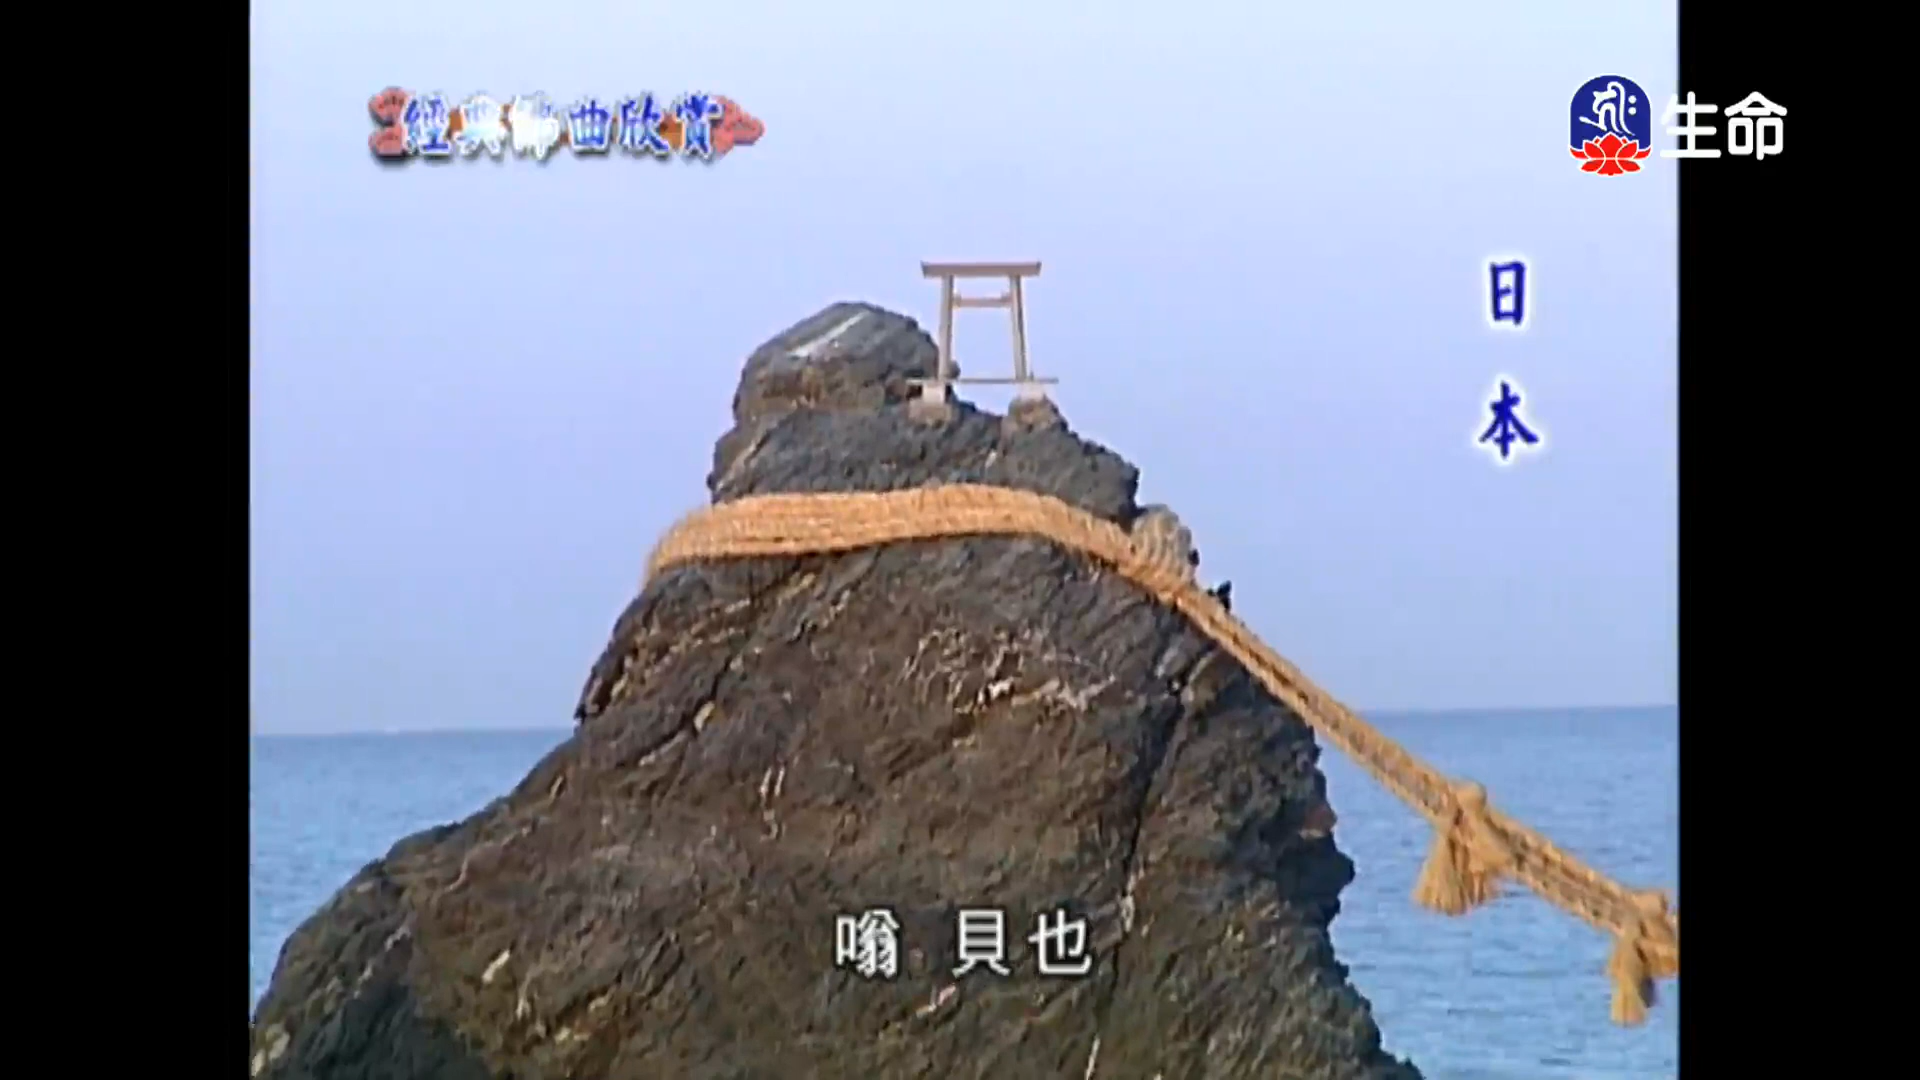 經典佛曲欣賞
生命
日本
嗡 貝也